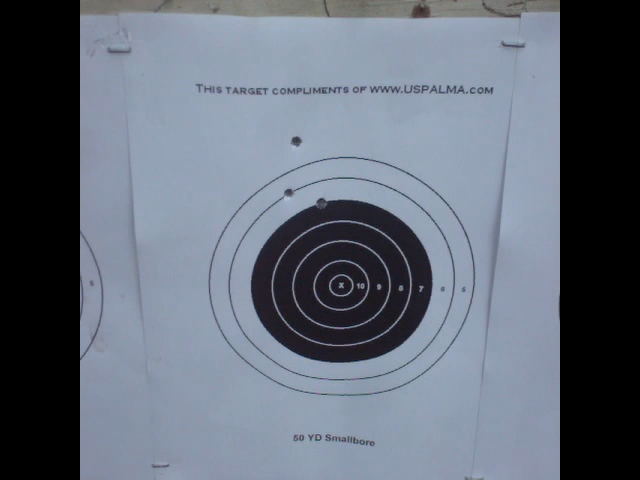 THIS TARGET COMPLIMENTS OF WWW.USPALMA.COM
X 10 9 8 7 6 5
50 YD Smallbore